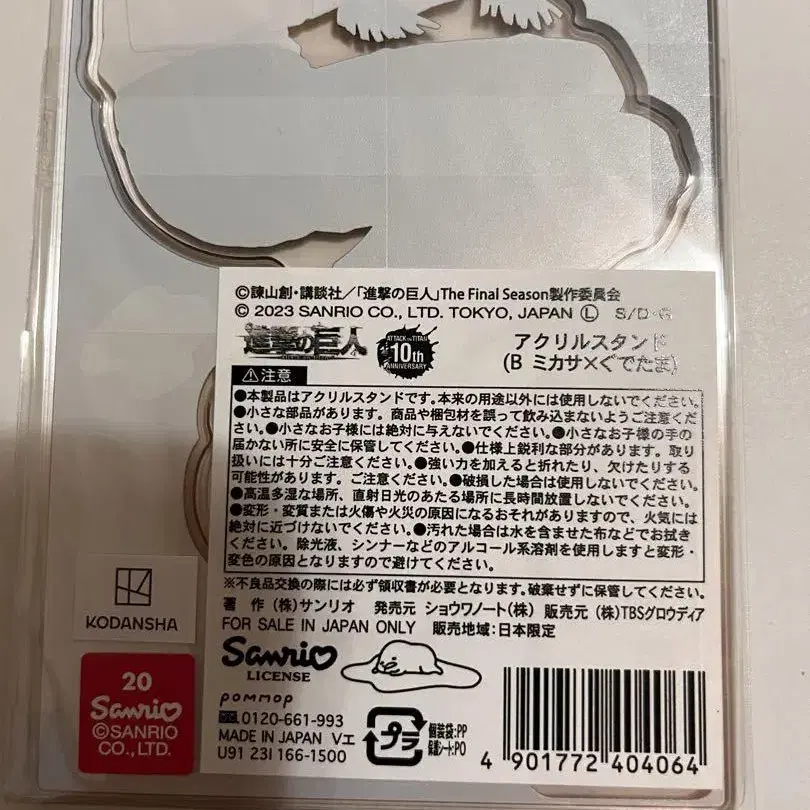 ©諫山創・講談社／「進撃の巨人」The Final Season製作委員会
© 2023 SANRIO CO., LTD. TOKYO, JAPAN Ⓛ S/D・G
進撃の巨人 ATTACK ON TITAN 10th ANNIVERSARY アクリルスタンド
(B ミカサ×ぐでたま)
⚠注意
●本製品はアクリルスタンドです。本来の用途以外には使用しないでください。
●小さな部品があります。商品や梱包材を誤って飲み込まないようご注意くだ
さい。●小さなお子様には絶対に与えないでください。●小さなお子様の手の
届かない所に安全に保管してください。●仕様上鋭利な部分があります。取り
扱いには十分ご注意ください。●強い力を加えると折れたり、欠けたりする
可能性があります。ご注意ください。●破損した場合は使用しないでください。
●高温多湿な場所、直射日光のあたる場所に長時間放置しないでください。
●変形・変質または火傷や火災の原因になるおそれがありますので、火気には
絶対に近づけないでください。●汚れた場合は水を含ませた布などでお拭き
ください。除光液、シンナーなどのアルコール系溶剤を使用しますと変形・
変色の原因となりますので避けてください。
※不良品交換の際には必ず領収書が必要となります。破棄せずに保管してください。
著 作 (株)サンリオ 発売元 ショウワノート(株) 販売元 (株)TBSグロウディア
FOR SALE IN JAPAN ONLY 販売地域:日本限定
Sanrio
LICENSE
pommop
0120-661-993
MADE IN JAPAN Vエ
U91 23I 166-1500
プラ
個装袋:PP
保護シート:PO
4 901772 404064
KODANSHA
20
Sanrio
©SANRIO
CO., LTD.